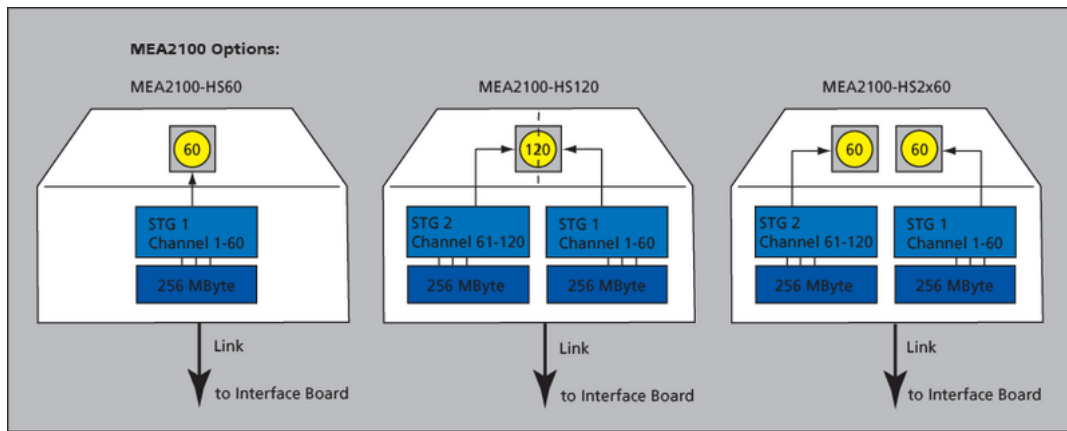 MEA2100 Options:
MEA2100-HS60
MEA2100-HS120
MEA2100-HS2x60
60
120
60
60
STG 1
Channel 1-60
STG 2
Channel 61-120
STG 1
Channel 1-60
STG 2
Channel 61-120
STG 1
Channel 1-60
256 MByte
256 MByte
256 MByte
256 MByte
256 MByte
Link
Link
Link
to Interface Board
to Interface Board
to Interface Board